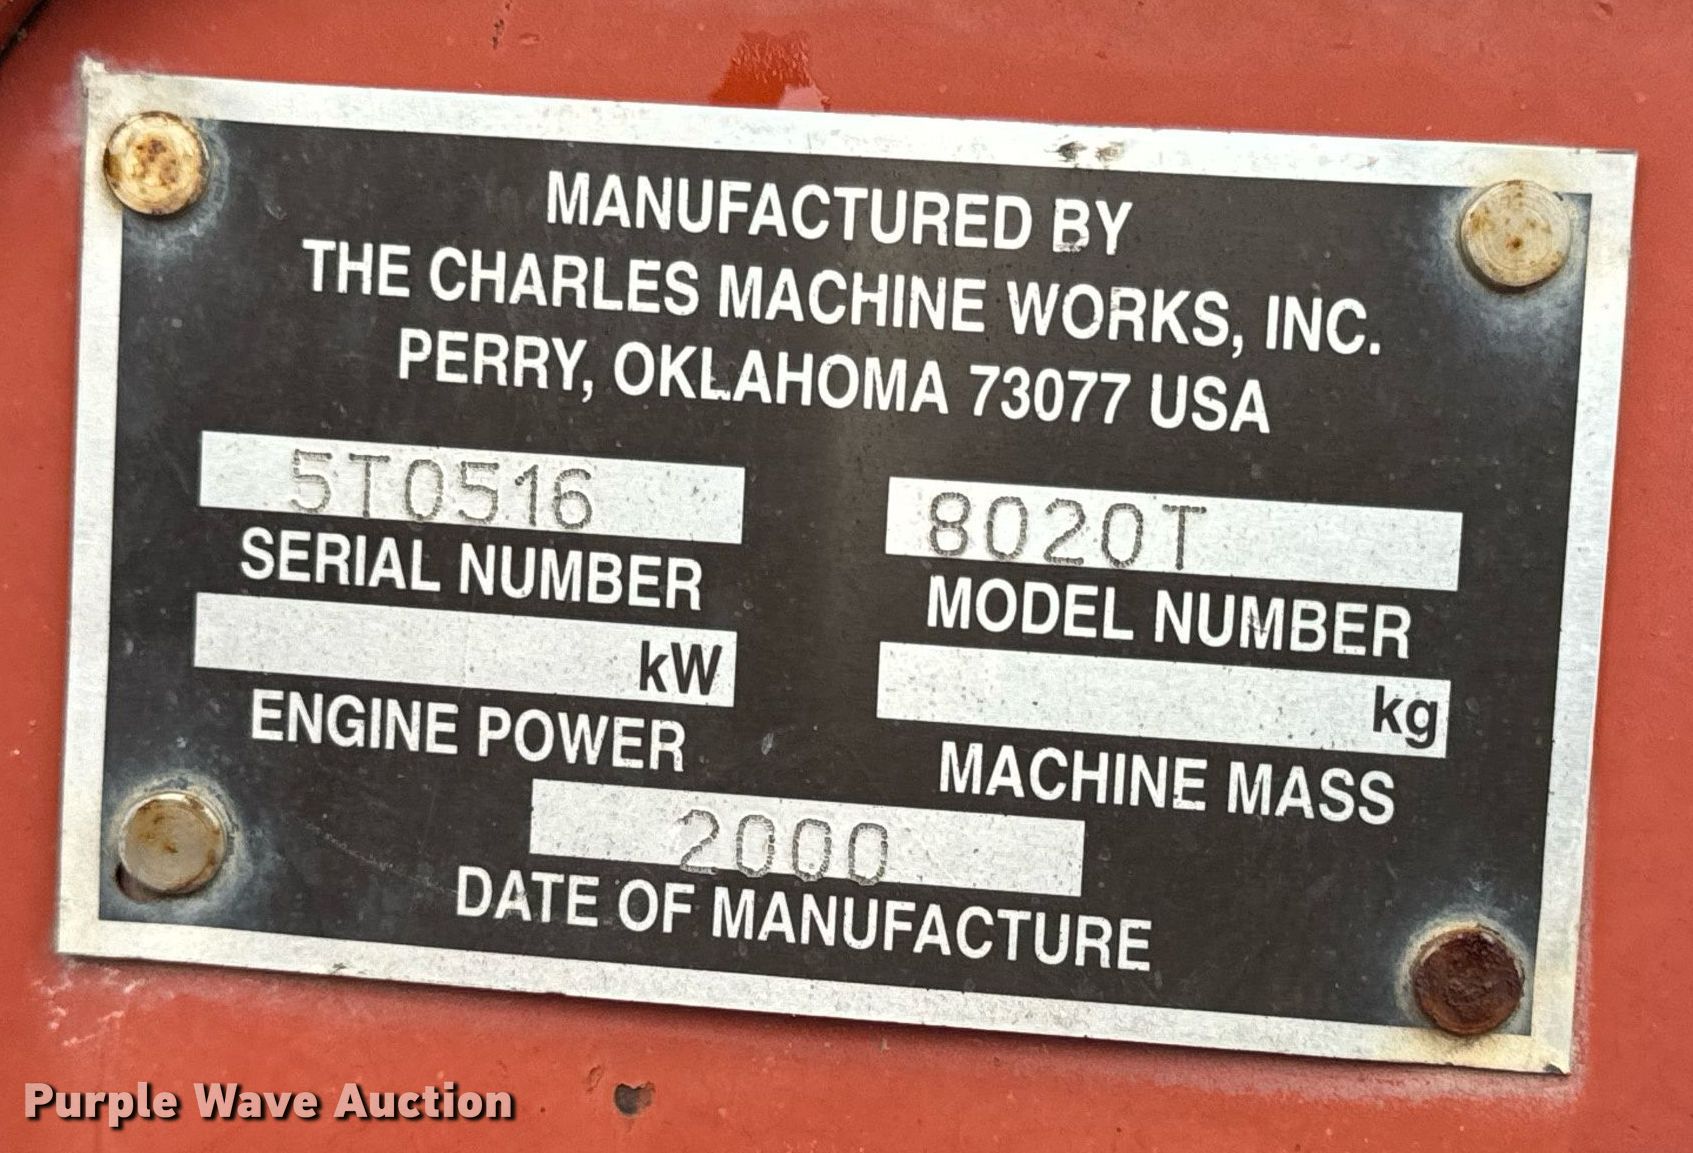 MANUFACTURED BY
THE CHARLES MACHINE WORKS, INC.
PERRY, OKLAHOMA 73077 USA
5T0516
SERIAL NUMBER
8020T
MODEL NUMBER
kW
ENGINE POWER
kg
MACHINE MASS
2000
DATE OF MANUFACTURE
Purple Wave Auction